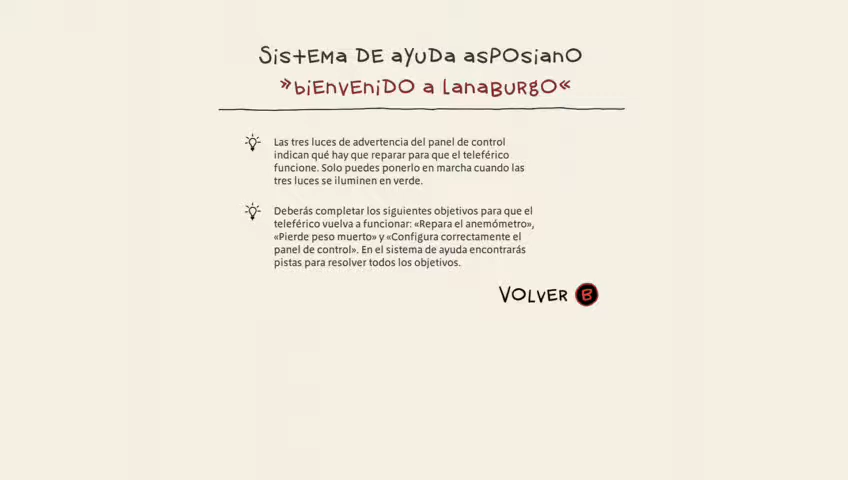 Sistema de ayuda asposiano
»Bienvenido a Lanaburgo«
Las tres luces de advertencia del panel de control
indican qué hay que reparar para que el teleférico
funcione. Solo puedes ponerlo en marcha cuando las
tres luces se iluminen en verde.
Deberás completar los siguientes objetivos para que el
teleférico vuelva a funcionar: «Repara el anemómetro»,
«Pierde peso muerto» y «Configura correctamente el
panel de control». En el sistema de ayuda encontrarás
pistas para resolver todos los objetivos.
Volver B